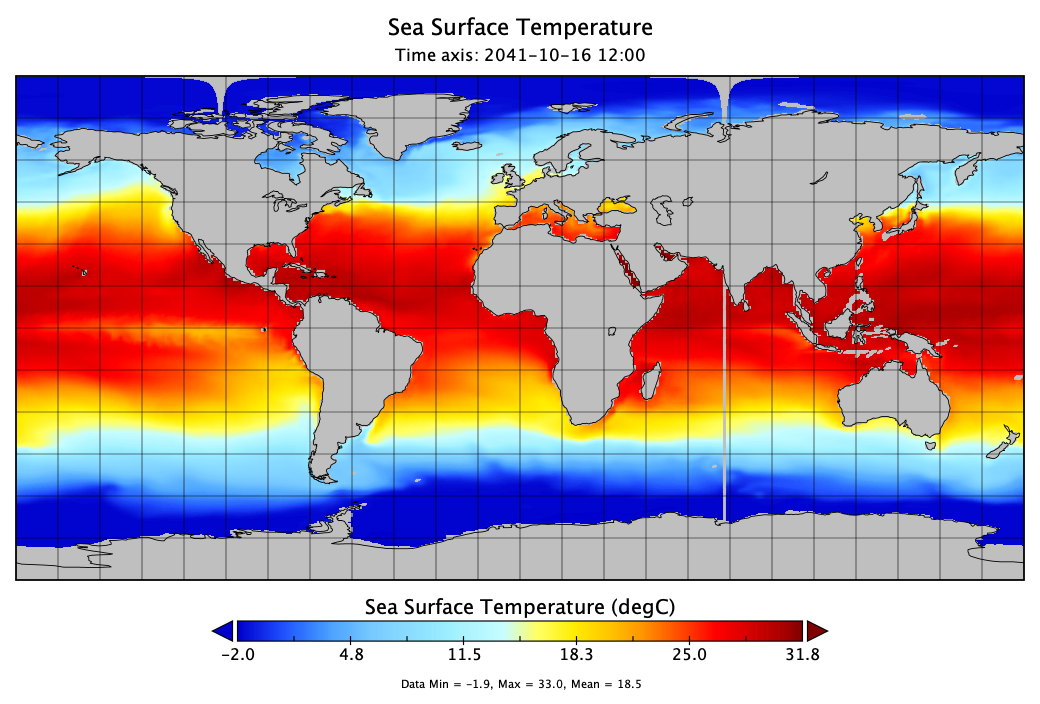 Sea Surface Temperature
Time axis: 2041-10-16 12:00
Sea Surface Temperature (degC)
-2.0 4.8 11.5 18.3 25.0 31.8
Data Min = -1.9, Max = 33.0, Mean = 18.5